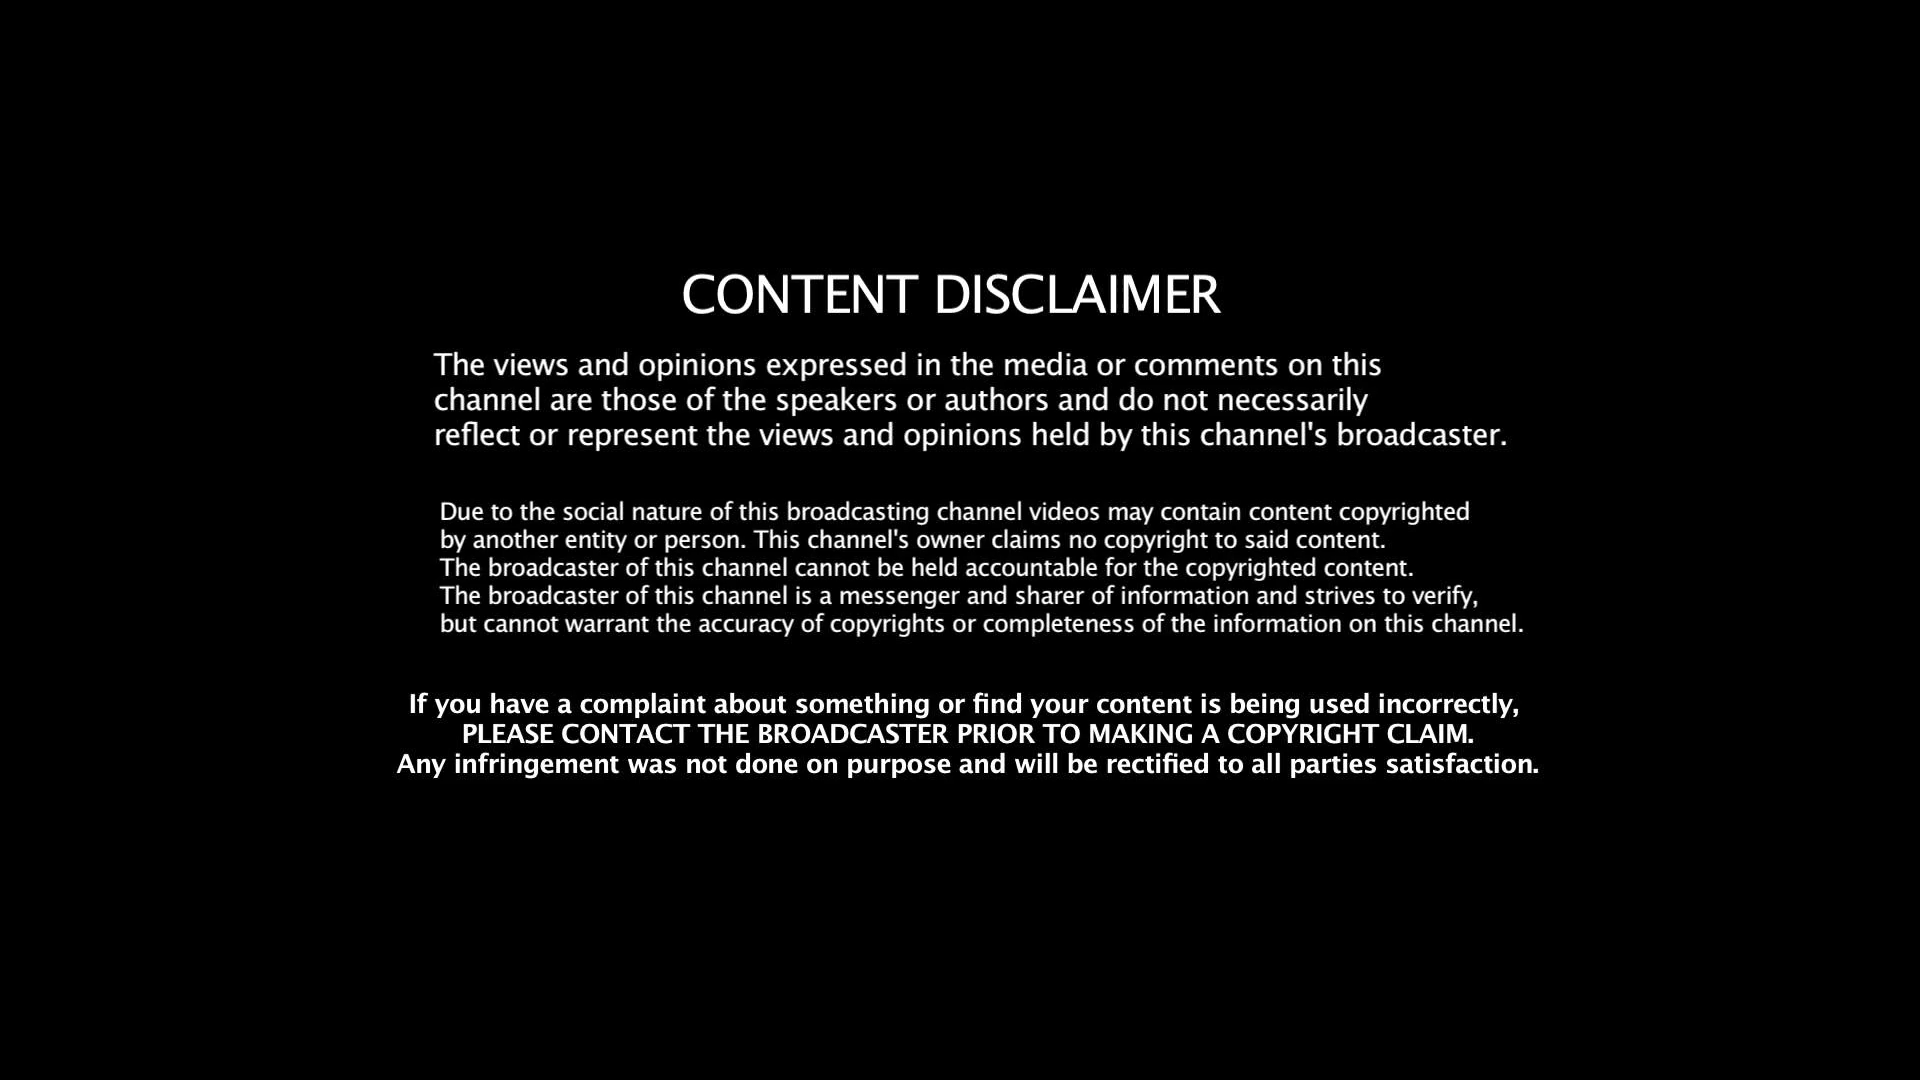 CONTENT DISCLAIMER
The views and opinions expressed in the media or comments on this
channel are those of the speakers or authors and do not necessarily
reflect or represent the views and opinions held by this channel's broadcaster.
Due to the social nature of this broadcasting channel videos may contain content copyrighted
by another entity or person. This channel's owner claims no copyright to said content.
The broadcaster of this channel cannot be held accountable for the copyrighted content.
The broadcaster of this channel is a messenger and sharer of information and strives to verify,
but cannot warrant the accuracy of copyrights or completeness of the information on this channel.
If you have a complaint about something or find your content is being used incorrectly,
PLEASE CONTACT THE BROADCASTER PRIOR TO MAKING A COPYRIGHT CLAIM.
Any infringement was not done on purpose and will be rectified to all parties satisfaction.